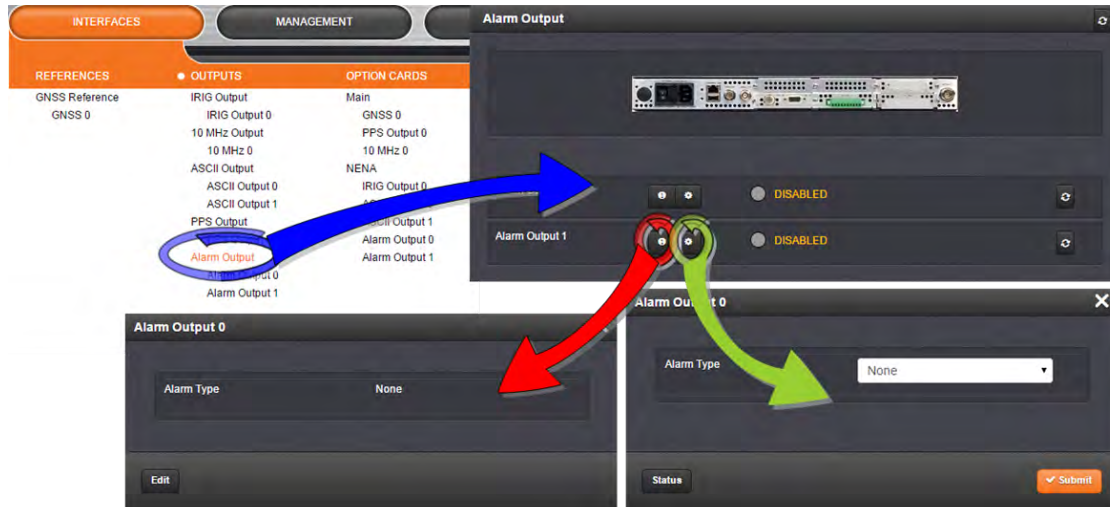 INTERFACES
MANAGEMENT
REFERENCES
OUTPUTS
OPTION CARDS
GNSS Reference
GNSS 0
IRIG Output
IRIG Output 0
10 MHz Output
10 MHz 0
ASCII Output
ASCII Output 0
ASCII Output 1
PPS Output
Alarm Output
Alarm Output 0
Alarm Output 1
Main
GNSS 0
PPS Output 0
10 MHz 0
NENA
IRIG Output 0
Output 1
Alarm Output 0
Alarm Output 1
Alarm Output
DISABLED
Alarm Output 1
DISABLED
Alarm Output 0
Alarm Type
None
Edit
Alarm Output 0
Alarm Type
None
Status
Submit